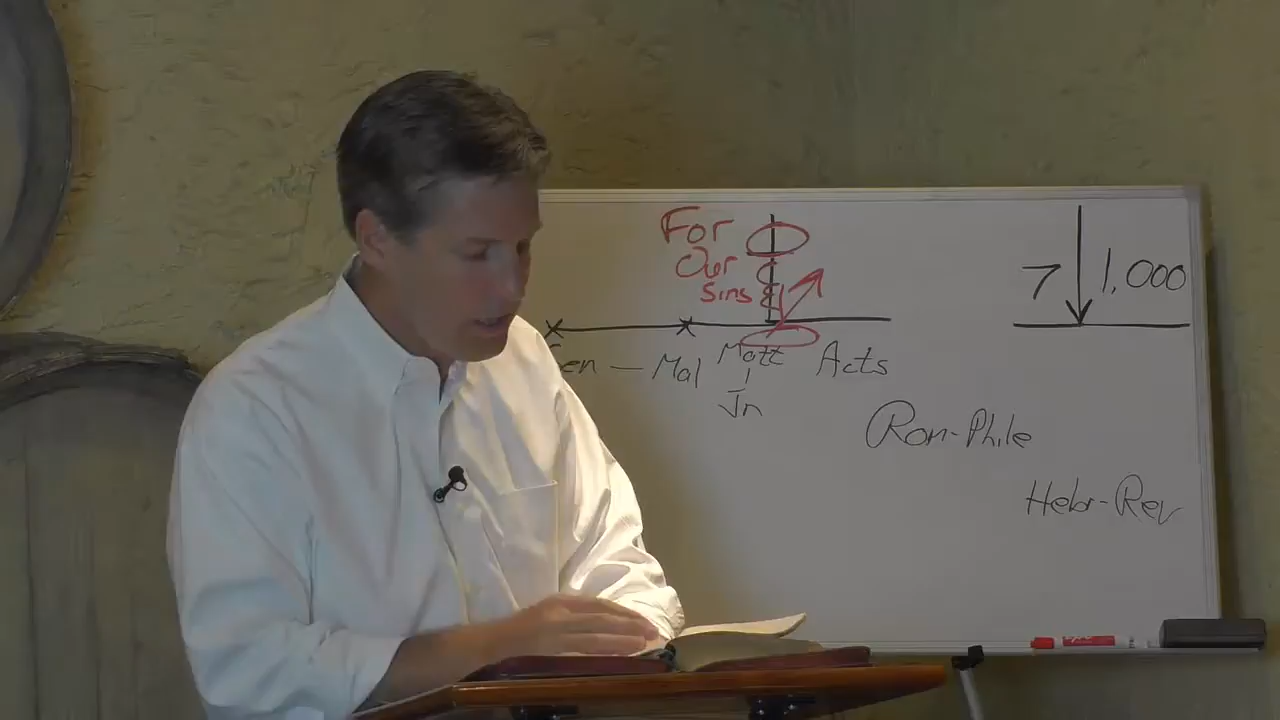 For
Our
Sins
7 1,000
en — Mal Matt Acts
Jn
Rom-Phile
Hebr-Rev